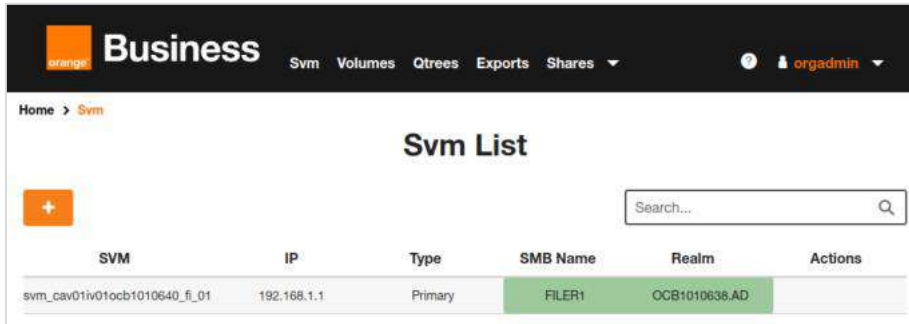 orange Business Svm Volumes Qtrees Exports Shares ? orgadmin
Home > Svm
Svm List
+ Search...
SVM IP Type SMB Name Realm Actions
svm_cav01iv01ocb1010640_fi_01 192.168.1.1 Primary FILER1 OCB1010638.AD